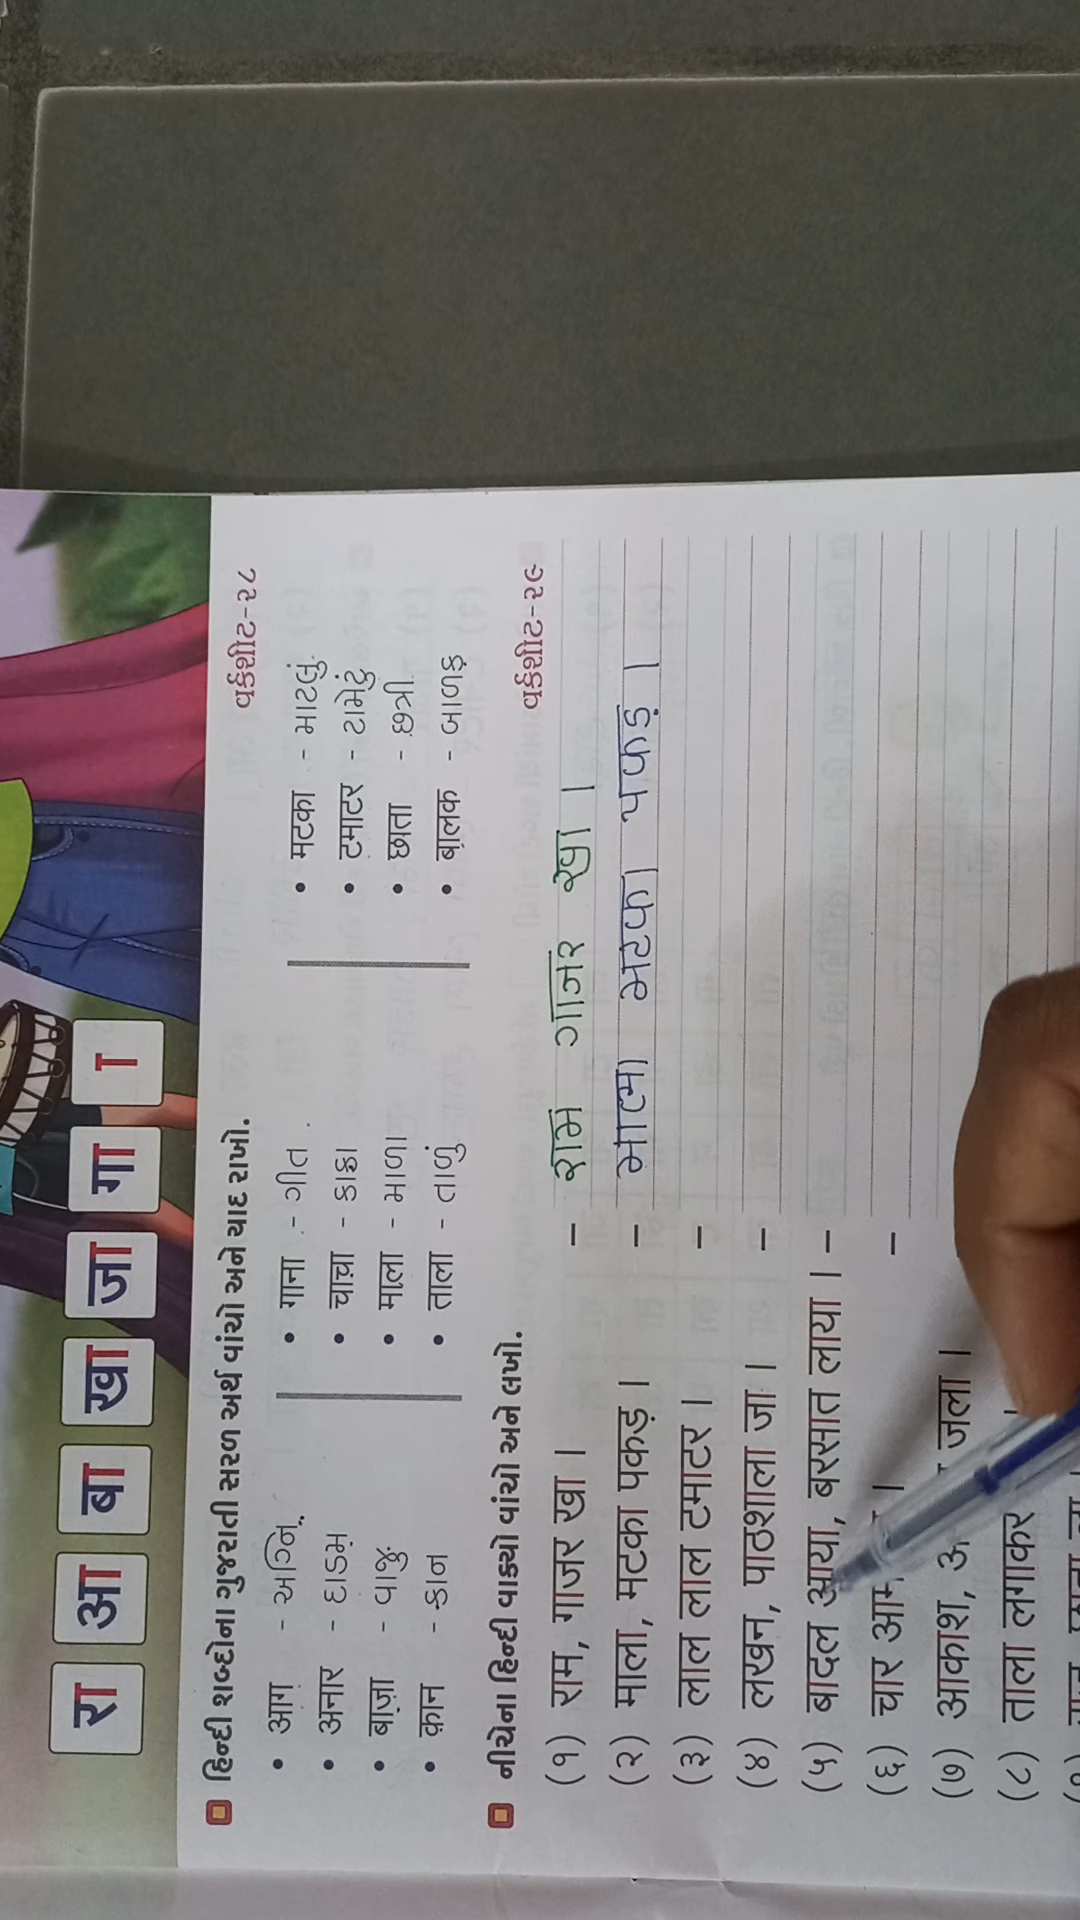 रा आ बा खा जा गा ा
हिन्દી શબ્દોના ગુજરાતી સરળ અર્થ વાંચો અને યાદ રાખો. વર્કશીટ-૨૮
• आग - અગ્નિ • गाना - ગીત • मटका - માટલું
• अनार - દાડમ • चाचा - કાકા • टमाटर - ટામેટું
• बाजा - વાજું • माला - માળા • छाता - છત્રી
• कान - કાન • ताला - તાળું • बालक - બાળક
નીચેના હિન્દી વાક્યો વાંચો અને લખો. વર્કશીટ-૨૯
(१) राम, गाजर खा । - राम गाजर खा ।
(२) माला, मटका पकड़ । - माला मटका पकड़ ।
(३) लाल लाल टमाटर । -
(४) लखन, पाठशाला जा । -
(५) बादल आया, बरसात लाया । -
(६) चार । -
(७) आकाश, जला ।
(८) ताला लगाकर